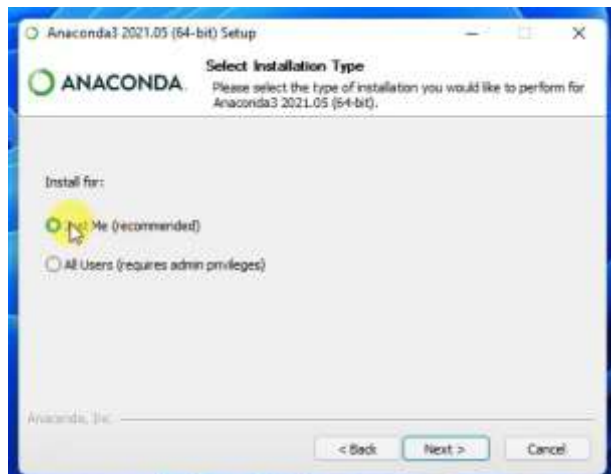 Anaconda3 2021.05 (64-bit) Setup
ANACONDA
Select Installation Type
Please select the type of installation you would like to perform for
Anaconda3 2021.05 (64-bit).
Install for:
Just Me (recommended)
All Users (requires admin privileges)
Anaconda, Inc.
< Back
Next >
Cancel